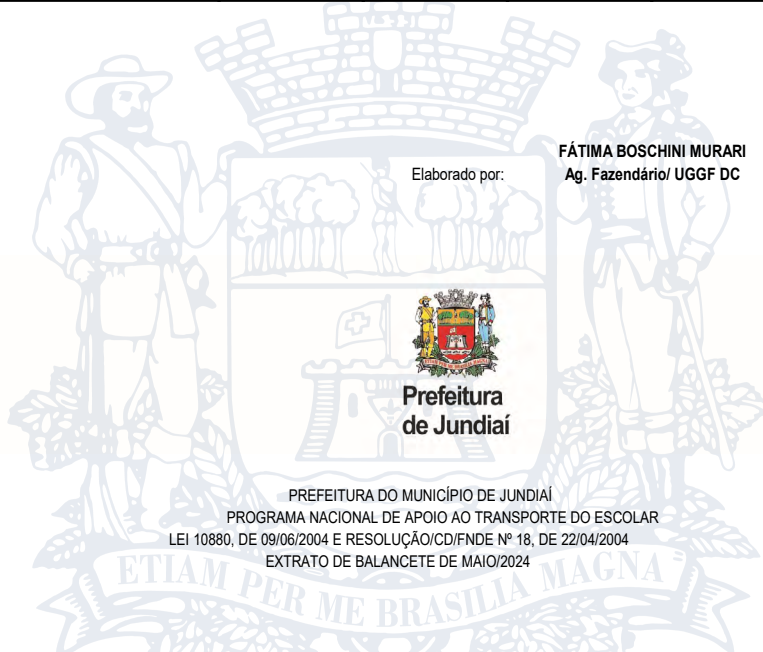 FÁTIMA BOSCHINI MURARI
Elaborado por: Ag. Fazendário/ UGGF DC
Prefeitura
de Jundiaí
PREFEITURA DO MUNICÍPIO DE JUNDIAÍ
PROGRAMA NACIONAL DE APOIO AO TRANSPORTE DO ESCOLAR
LEI 10880, DE 09/06/2004 E RESOLUÇÃO/CD/FNDE Nº 18, DE 22/04/2004
EXTRATO DE BALANCETE DE MAIO/2024
ETIAM PER ME BRASILIA MAGNA